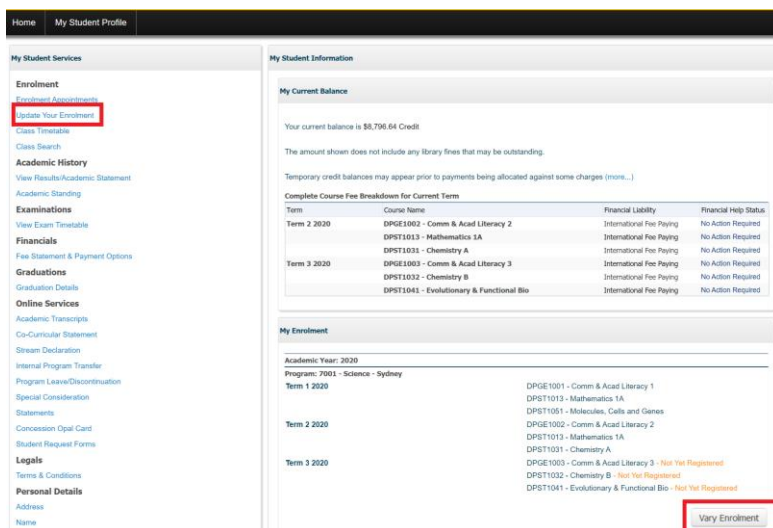 Home My Student Profile
My Student Services
Enrolment
Enrolment Appointments
Update Your Enrolment
Class Timetable
Class Search
Academic History
View Results/Academic Statement
Academic Standing
Examinations
View Exam Timetable
Financials
Fee Statement & Payment Options
Graduations
Graduation Details
Online Services
Academic Transcripts
Co-Curricular Statement
Stream Declaration
Internal Program Transfer
Program Leave/Discontinuation
Special Consideration
Statements
Concession Opal Card
Student Request Forms
Legals
Terms & Conditions
Personal Details
Address
Name
My Student Information
My Current Balance
Your current balance is $8,796.64 Credit
The amount shown does not include any library fines that may be outstanding.
Temporary credit balances may appear prior to payments being allocated against some charges (more...)
Complete Course Fee Breakdown for Current Term
Term Course Name Financial Liability Financial Help Status
Term 2 2020 DPGE1002 - Comm & Acad Literacy 2 International Fee Paying No Action Required
DPST1013 - Mathematics 1A International Fee Paying No Action Required
DPST1031 - Chemistry A International Fee Paying No Action Required
Term 3 2020 DPGE1003 - Comm & Acad Literacy 3 International Fee Paying No Action Required
DPST1032 - Chemistry B International Fee Paying No Action Required
DPST1041 - Evolutionary & Functional Bio International Fee Paying No Action Required
My Enrolment
Academic Year: 2020
Program: 7001 - Science - Sydney
Term 1 2020 DPGE1001 - Comm & Acad Literacy 1
DPST1013 - Mathematics 1A
DPST1051 - Molecules, Cells and Genes
Term 2 2020 DPGE1002 - Comm & Acad Literacy 2
DPST1013 - Mathematics 1A
DPST1031 - Chemistry A
Term 3 2020 DPGE1003 - Comm & Acad Literacy 3 - Not Yet Registered
DPST1032 - Chemistry B - Not Yet Registered
DPST1041 - Evolutionary & Functional Bio - Not Yet Registered
Vary Enrolment